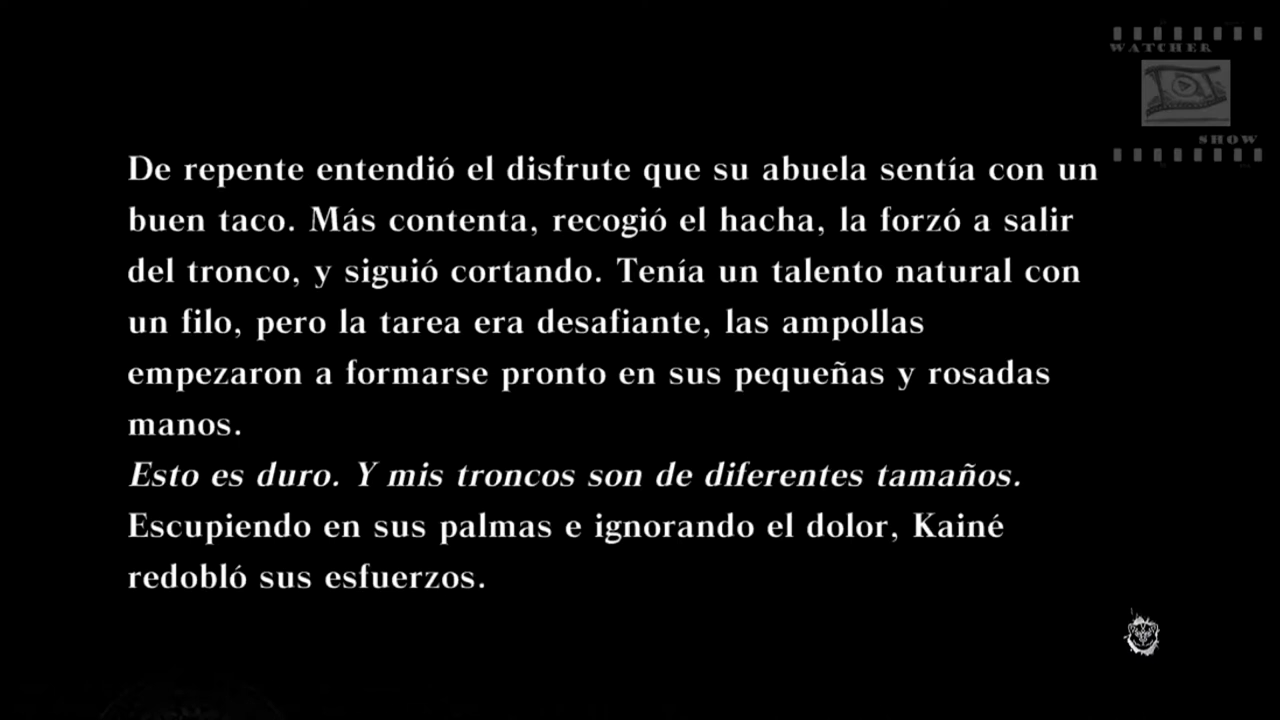 WATCHER
SHOW
De repente entendió el disfrute que su abuela sentía con un
buen taco. Más contenta, recogió el hacha, la forzó a salir
del tronco, y siguió cortando. Tenía un talento natural con
un filo, pero la tarea era desafiante, las ampollas
empezaron a formarse pronto en sus pequeñas y rosadas
manos.
Esto es duro. Y mis troncos son de diferentes tamaños.
Escupiendo en sus palmas e ignorando el dolor, Kainé
redobló sus esfuerzos.